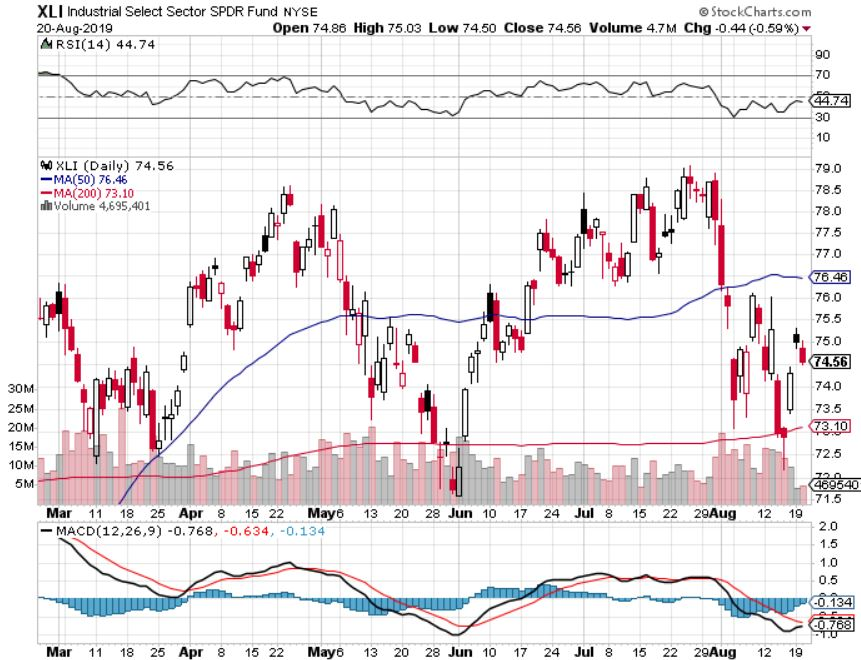 XLI Industrial Select Sector SPDR Fund NYSE © StockCharts.com
20-Aug-2019 Open 74.86 High 75.03 Low 74.50 Close 74.56 Volume 4.7M Chg -0.44 (-0.59%)
RSI(14) 44.74
90
70
44.74
30
10
XLI (Daily) 74.56
MA(50) 76.46
MA(200) 73.10
Volume 4,695,401
79.0
78.5
78.0
77.5
77.0
76.46
76.0
75.5
75.0
74.56
74.0
30M
73.5
25M
20M
73.10
15M
72.5
10M
5M
469540
71.5
Mar 11 18 25 Apr 8 15 22 May 6 13 20 28 Jun 10 17 24 Jul 8 15 22 29 Aug 12 19
MACD(12,26,9) -0.768, -0.634, -0.134
2.0
1.5
1.0
0.5
0.0
-0.134
-0.768
-1.0
Mar 11 18 25 Apr 8 15 22 May 6 13 20 28 Jun 10 17 24 Jul 8 15 22 29 Aug 12 19